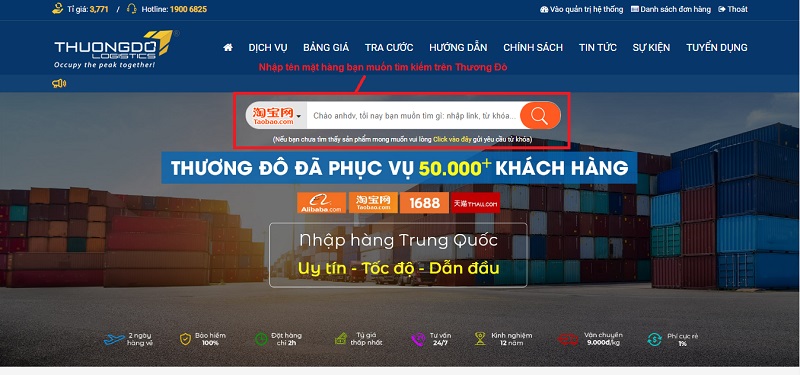 Tỉ giá: 3,771 / Hotline: 1900 6825
Vào quản trị hệ thống Danh sách đơn hàng Thoát
THUONGDO
LOGISTICS
Occupy the peak together!
DỊCH VỤ BẢNG GIÁ TRA CƯỚC HƯỚNG DẪN CHÍNH SÁCH TIN TỨC SỰ KIỆN TUYỂN DỤNG
Nhập tên mặt hàng bạn muốn tìm kiếm trên Thương Đô
淘宝网
Taobao.com
Chào anhdv, tối nay bạn muốn tìm gì: nhập link, từ khóa...
(Nếu bạn chưa tìm thấy sản phẩm mong muốn vui lòng Click vào đây gửi yêu cầu từ khóa)
THƯƠNG ĐÔ ĐÃ PHỤC VỤ 50.000+ KHÁCH HÀNG
Alibaba.com
淘宝网
Taobao.com
1688
天猫 TMALL.COM
Nhập hàng Trung Quốc
Uy tín - Tốc độ - Dẫn đầu
2 ngày
hàng về
Bảo hiểm
100%
Đặt hàng
chỉ 2h
Tỷ giá
thấp nhất
Tư vấn
24/7
Kinh nghiệm
12 năm
Vận chuyển
9.000đ/kg
Phí cực rẻ
1%